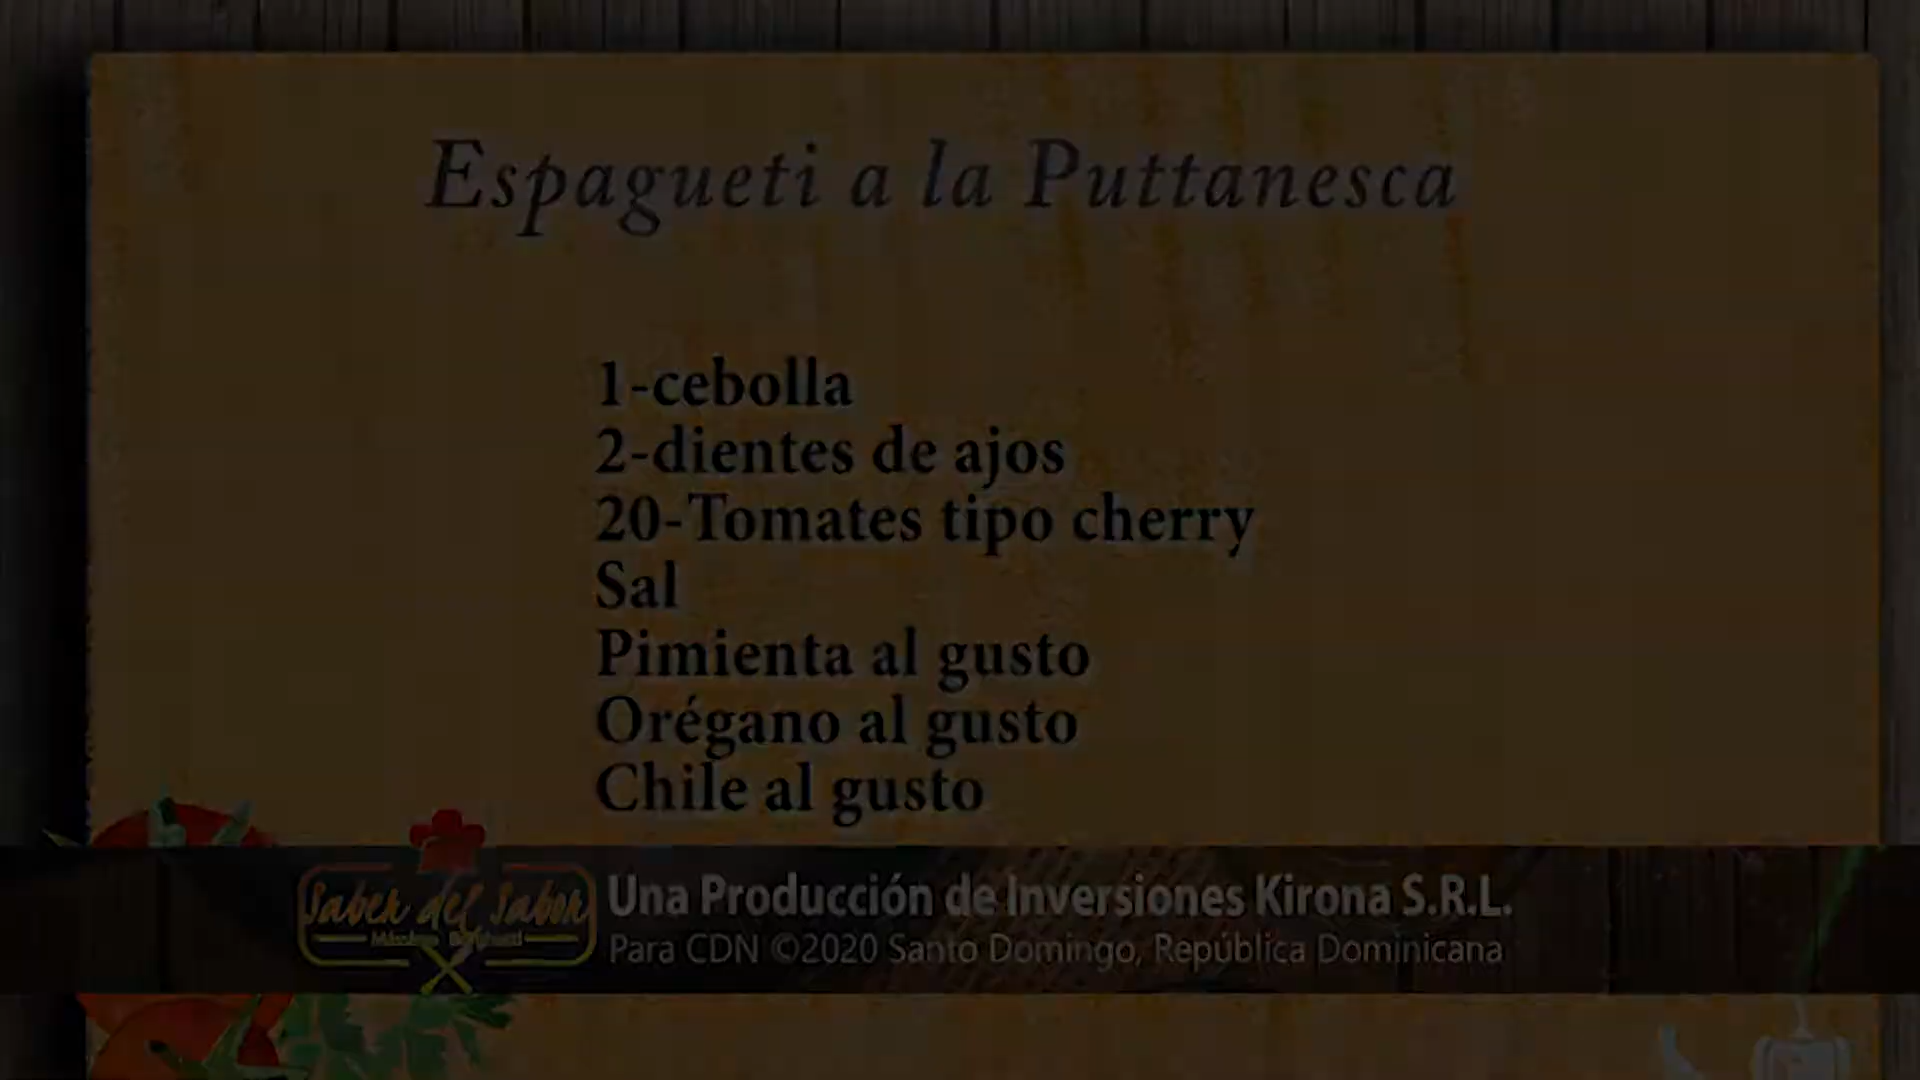 Espagueti a la Puttanesca
1-cebolla
2-dientes de ajos
20-Tomates tipo cherry
Sal
Pimienta al gusto
Orégano al gusto
Chile al gusto
Saber del Sabor
Una Producción de Inversiones Kirona S.R.L.
Para CDN ©2020 Santo Domingo, República Dominicana